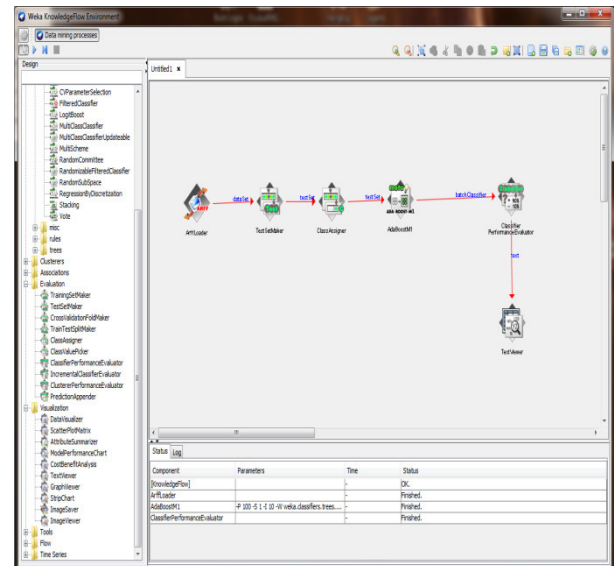 Weka KnowledgeFlow Environment
Data mining processes
Design
Untitled1
CVParameterSelection
FilteredClassifier
LogitBoost
MultiClassClassifier
MultiClassClassifierUpdateable
MultiScheme
RandomCommittee
RandomizableFilteredClassifier
RandomSubSpace
RegressionByDiscretization
Stacking
Vote
misc
rules
trees
Clusterers
Associations
Evaluation
TrainingSetMaker
TestSetMaker
CrossValidationFoldMaker
TrainTestSplitMaker
ClassAssigner
ClassValuePicker
ClassifierPerformanceEvaluator
IncrementalClassifierEvaluator
ClustererPerformanceEvaluator
PredictionAppender
Visualization
DataVisualizer
ScatterPlotMatrix
AttributeSummarizer
ModelPerformanceChart
CostBenefitAnalysis
TextViewer
GraphViewer
StripChart
ImageSaver
ImageViewer
Tools
Flow
Time Series
dataSet
testSet
testSet
batchClassifier
ARFF
ADA BOOST-M1
ArffLoader
TestSetMaker
ClassAssigner
AdaBoostM1
Classifier
PerformanceEvaluator
text
TextViewer
Status
Log
Component Parameters Time Status
[KnowledgeFlow] - OK.
ArffLoader - Finished.
AdaBoostM1 -P 100 -S 1 -I 10 -W weka.classifiers.trees.... - Finished.
ClassifierPerformanceEvaluator - Finished.